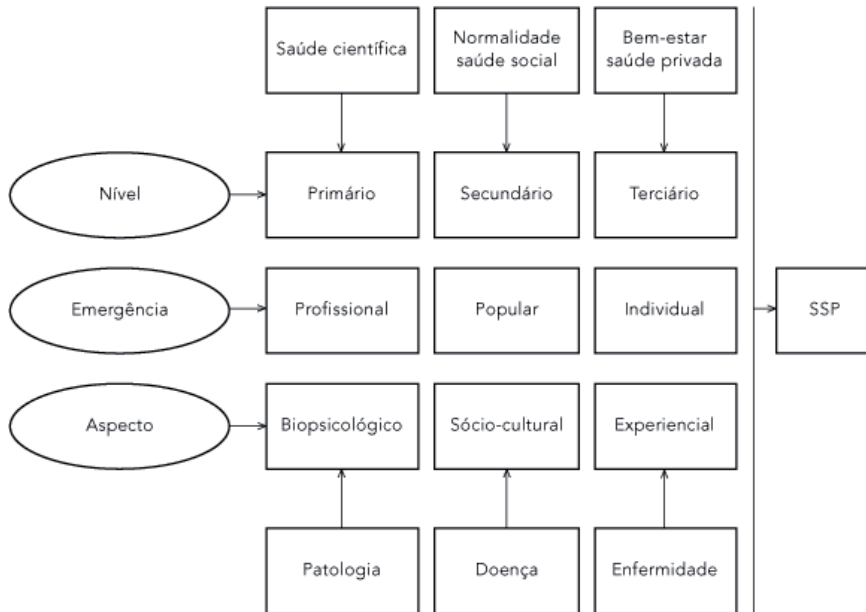 Saúde científica
Normalidade
saúde social
Bem-estar
saúde privada
Nível
Primário
Secundário
Terciário
Emergência
Profissional
Popular
Individual
SSP
Aspecto
Biopsicológico
Sócio-cultural
Experiencial
Patologia
Doença
Enfermidade